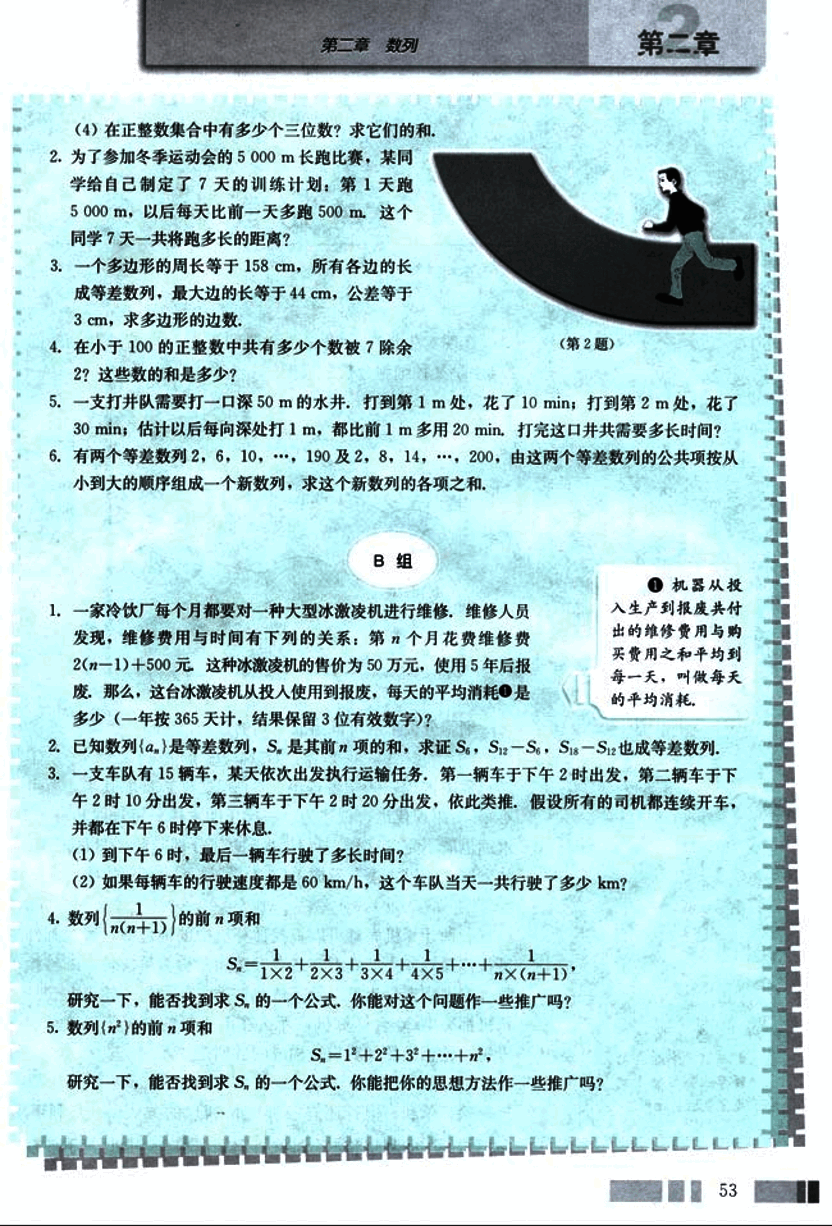 第二章 数列
第二章
(4) 在正整数集合中有多少个三位数？求它们的和.
2. 为了参加冬季运动会的 5 000 m 长跑比赛，某同
学给自己制定了 7 天的训练计划：第 1 天跑
5 000 m，以后每天比前一天多跑 500 m. 这个
同学 7 天一共将跑多长的距离？
3. 一个多边形的周长等于 158 cm，所有各边的长
成等差数列，最大边的长等于 44 cm，公差等于
3 cm，求多边形的边数.
4. 在小于 100 的正整数中共有多少个数被 7 除余
2？这些数的和是多少？
(第 2 题)
5. 一支打井队需要打一口深 50 m 的水井. 打到第 1 m 处，花了 10 min；打到第 2 m 处，花了
30 min；估计以后每向深处打 1 m，都比前 1 m 多用 20 min. 打完这口井共需要多长时间？
6. 有两个等差数列 2，6，10，…，190 及 2，8，14，…，200，由这两个等差数列的公共项按从
小到大的顺序组成一个新数列，求这个新数列的各项之和.
B 组
1. 一家冷饮厂每个月都要对一种大型冰激凌机进行维修. 维修人员
发现，维修费用与时间有下列的关系：第 n 个月花费维修费
2(n−1)+500 元. 这种冰激凌机的售价为 50 万元，使用 5 年后报
废. 那么，这台冰激凌机从投入使用到报废，每天的平均消耗❶是
多少（一年按 365 天计，结果保留 3 位有效数字）？
❶ 机器从投
入生产到报废共付
出的维修费用与购
买费用之和平均到
每一天，叫做每天
的平均消耗.
2. 已知数列{aₙ}是等差数列，Sₙ 是其前 n 项的和，求证 S₆，S₁₂−S₆，S₁₈−S₁₂也成等差数列.
3. 一支车队有 15 辆车，某天依次出发执行运输任务. 第一辆车于下午 2 时出发，第二辆车于下
午 2 时 10 分出发，第三辆车于下午 2 时 20 分出发，依此类推. 假设所有的司机都连续开车，
并都在下午 6 时停下来休息.
(1) 到下午 6 时，最后一辆车行驶了多长时间？
(2) 如果每辆车的行驶速度都是 60 km/h，这个车队当天一共行驶了多少 km？
4. 数列{1/n(n+1)}的前 n 项和
Sₙ=1/1×2+1/2×3+1/3×4+1/4×5+…+1/n×(n+1)，
研究一下，能否找到求 Sₙ 的一个公式. 你能对这个问题作一些推广吗？
5. 数列{n²}的前 n 项和
Sₙ=1²+2²+3²+…+n²，
研究一下，能否找到求 Sₙ 的一个公式. 你能把你的思想方法作一些推广吗？
53